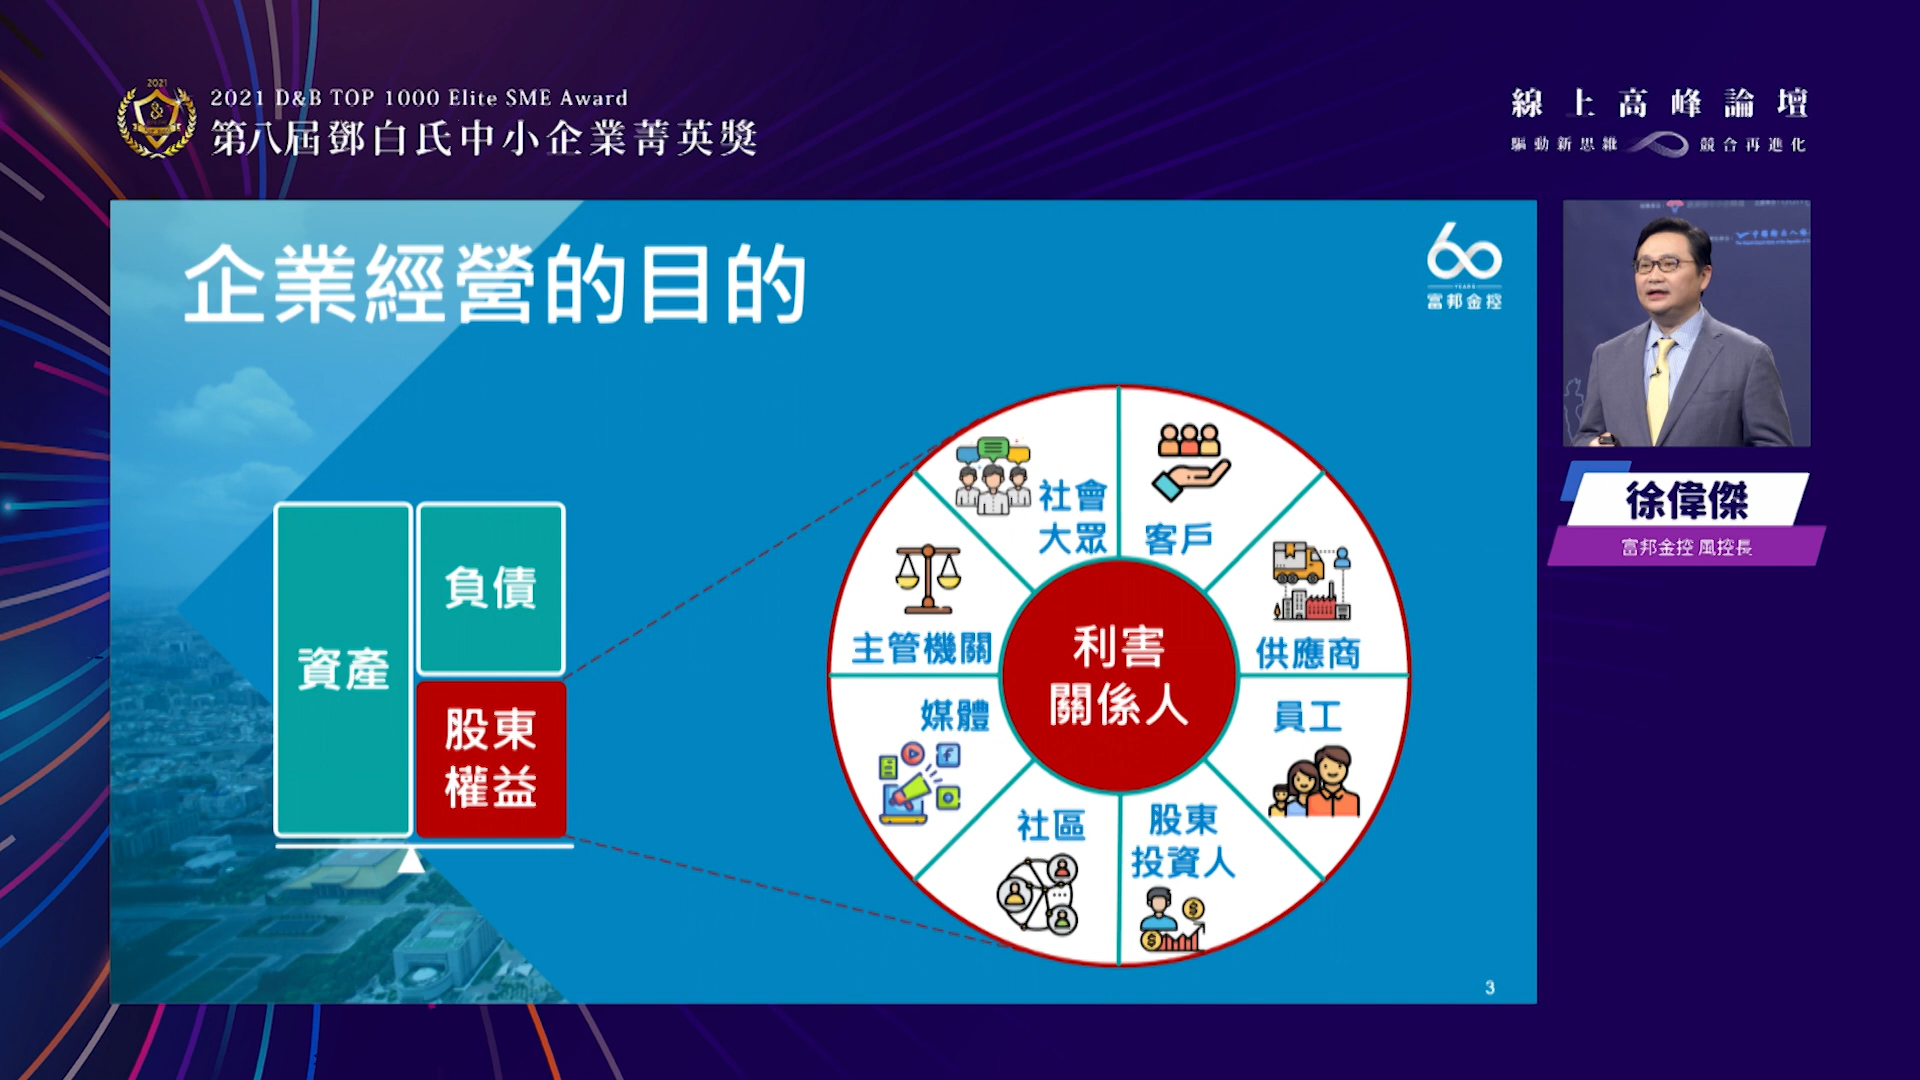 2021
2021 D&B TOP 1000 Elite SME Award
第八屆鄧白氏中小企業菁英獎
線上高峰論壇
驅動新思維 競合再進化
企業經營的目的
60
YEARS
富邦金控
徐偉傑
富邦金控 風控長
資產
負債
股東
權益
社會
大眾
客戶
主管機關
供應商
利害
關係人
媒體
員工
社區
股東
投資人
3